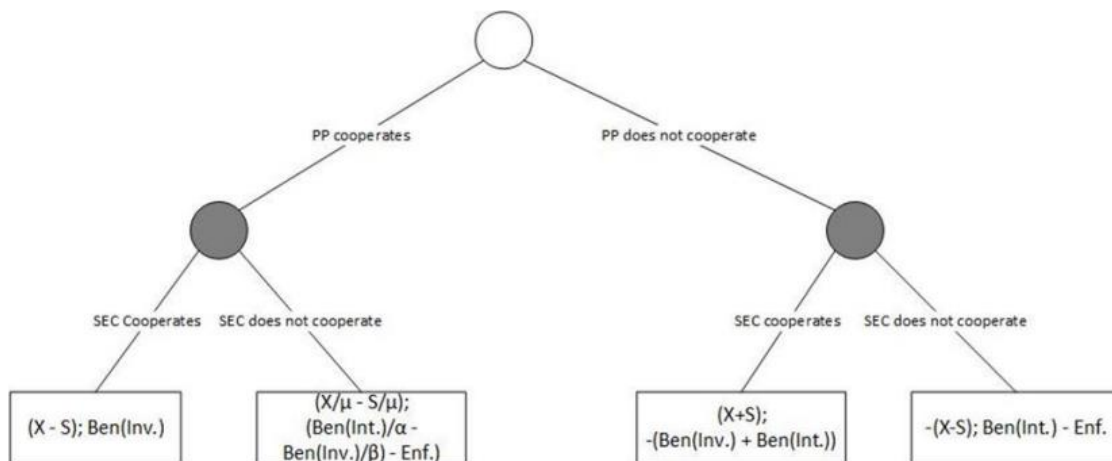 PP cooperates
PP does not cooperate
SEC Cooperates
SEC does not cooperate
SEC cooperates
SEC does not cooperate
(X - S); Ben(Inv.)
(X/μ - S/μ);
(Ben(Int.)/α -
Ben(Inv.)/β) - Enf.)
(X+S);
-(Ben(Inv.) + Ben(Int.))
-(X-S); Ben(Int.) - Enf.